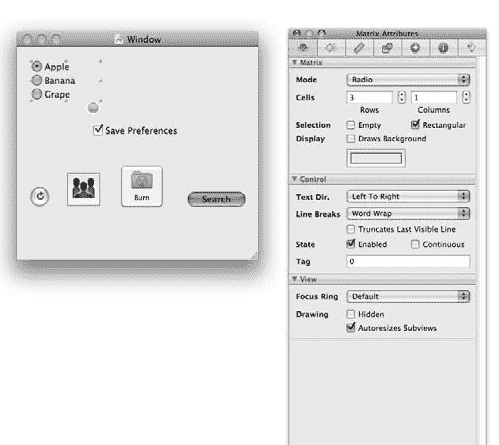 Window
Apple
Banana
Grape
Save Preferences
Burn
Search
Matrix Attributes
Matrix
Mode Radio
Cells 3 1
Rows Columns
Selection Empty Rectangular
Display Draws Background
Control
Text Dir. Left To Right
Line Breaks Word Wrap
Truncates Last Visible Line
State Enabled Continuous
Tag 0
View
Focus Ring Default
Drawing Hidden
Autoresizes Subviews